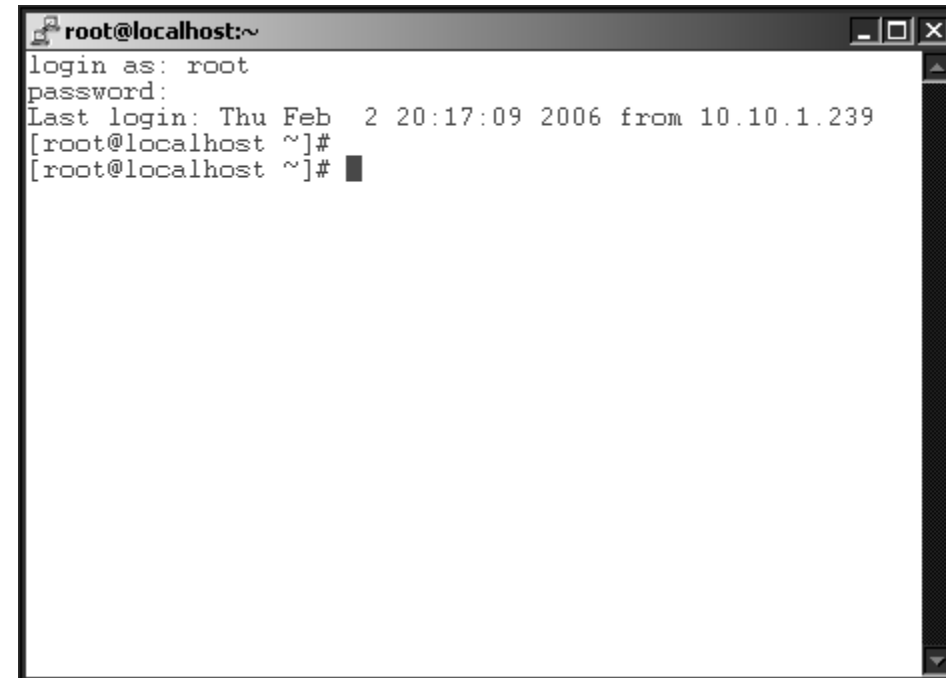 root@localhost:~
login as: root
password:
Last login: Thu Feb  2 20:17:09 2006 from 10.10.1.239
[root@localhost ~]#
[root@localhost ~]#